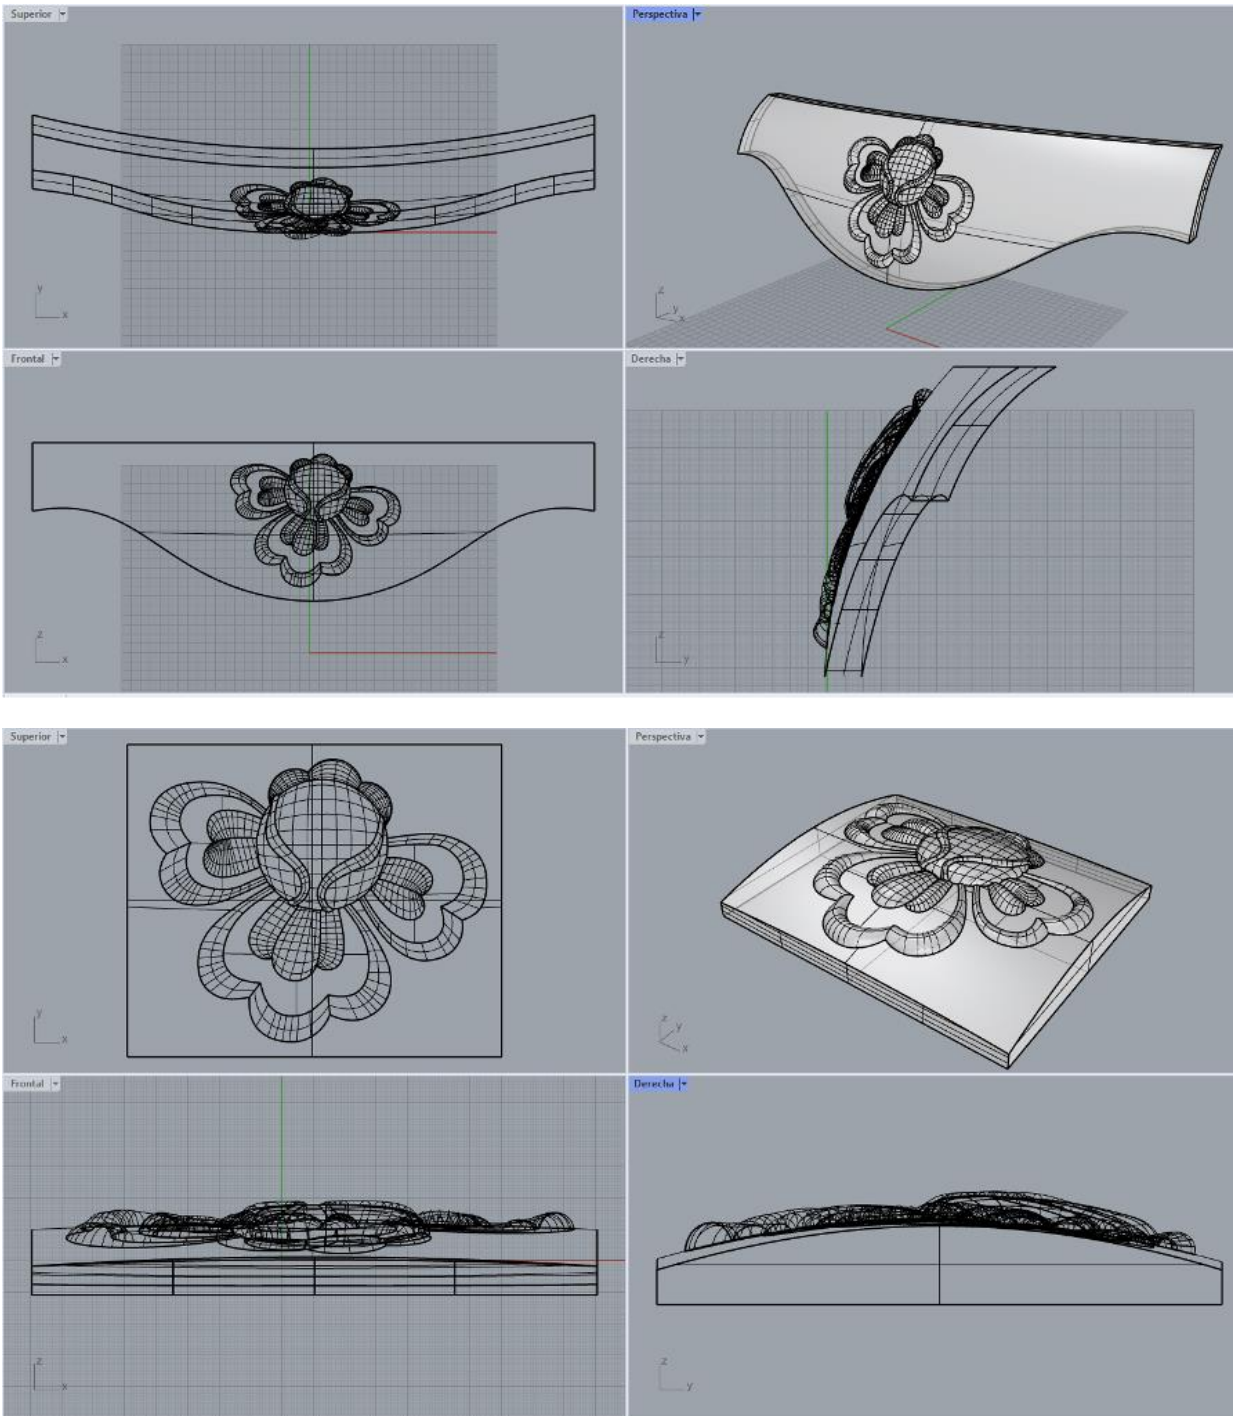 Superior
Perspectiva
y
x
z
y
x
Frontal
Derecha
z
x
z
y
Superior
Perspectiva
y
x
z
y
x
Frontal
Derecha
z
x
z
y